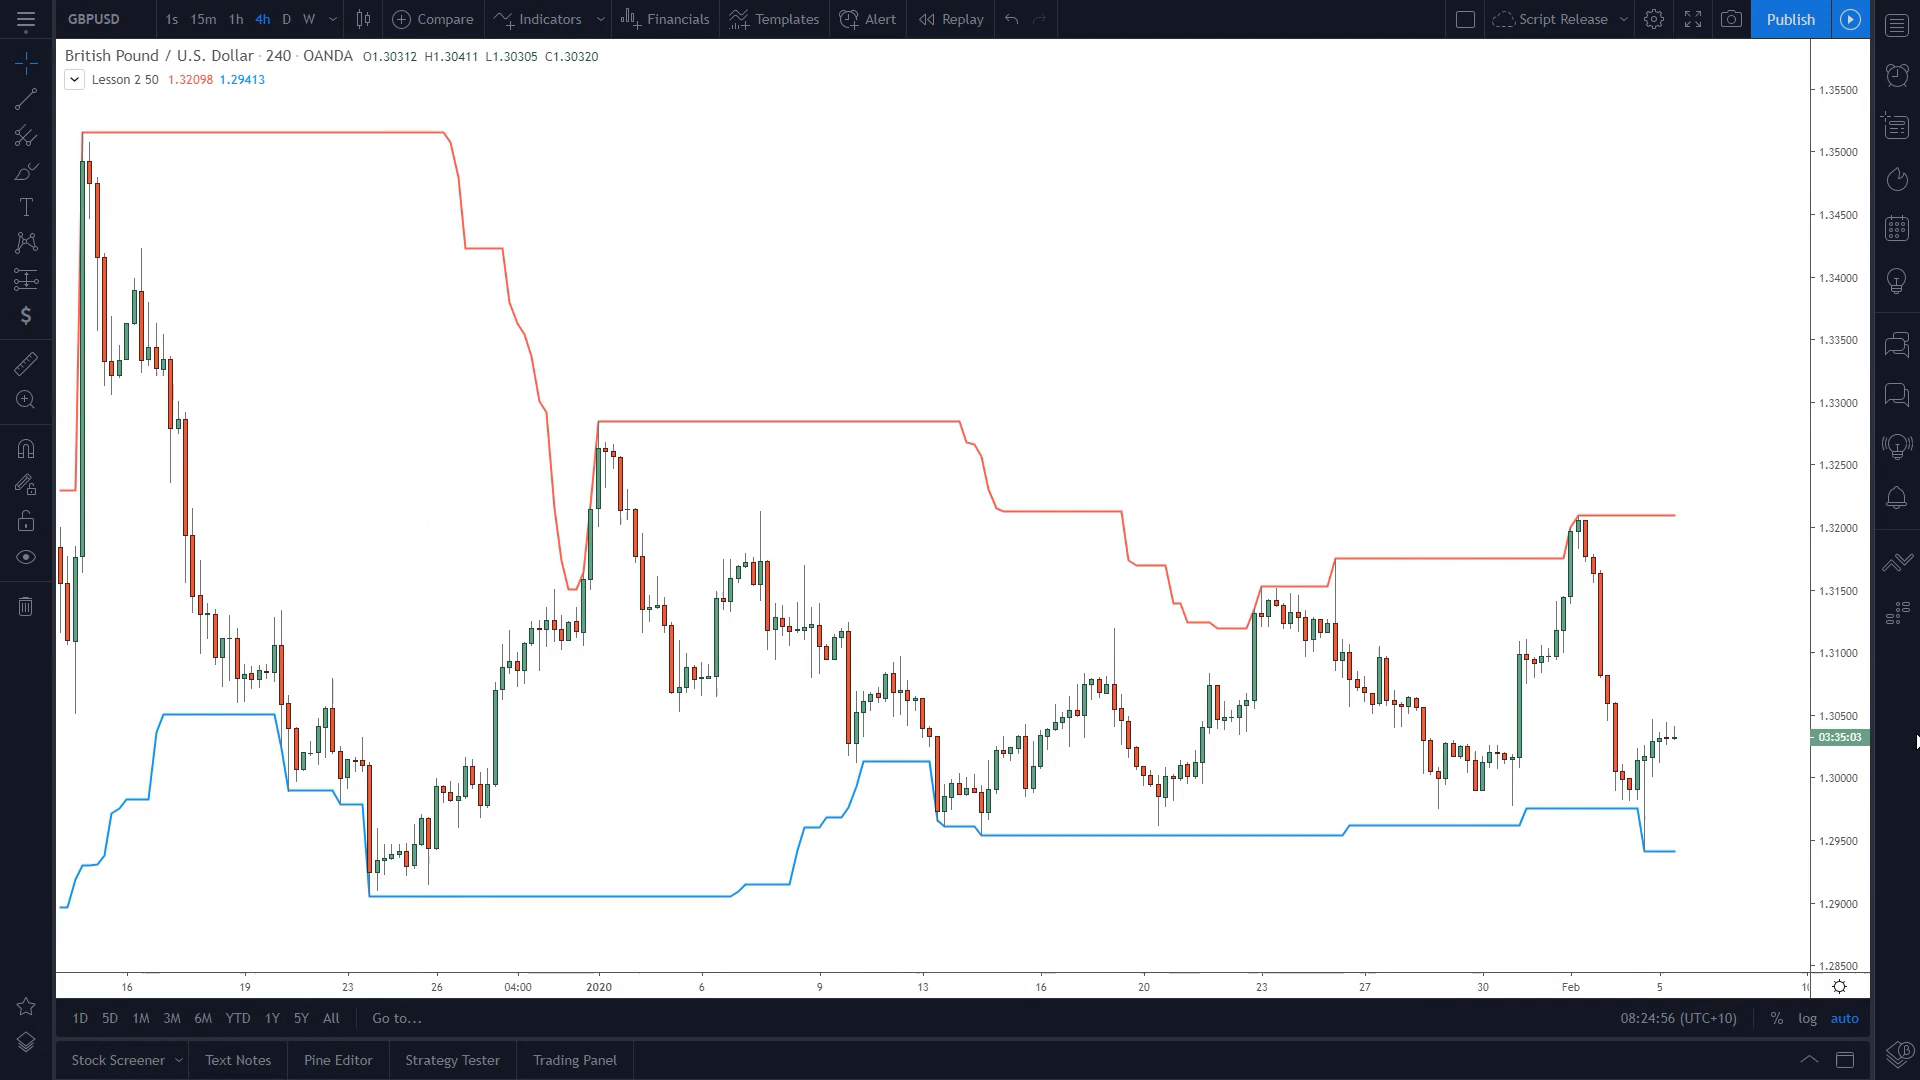 GBPUSD 1s 15m 1h 4h D W Compare Indicators Financials Templates Alert Replay Script Release Publish
British Pound / U.S. Dollar · 240 · OANDA O1.30312 H1.30411 L1.30305 C1.30320
Lesson 2 50 1.32098 1.29413
1.35500
1.35000
1.34500
1.34000
1.33500
1.33000
1.32500
1.32000
1.31500
1.31000
1.30500
03:35:03
1.30000
1.29500
1.29000
1.28500
16 19 23 26 04:00 2020 6 9 13 16 20 23 27 30 Feb 5
1D 5D 1M 3M 6M YTD 1Y 5Y All Go to... 08:24:56 (UTC+10) % log auto
Stock Screener Text Notes Pine Editor Strategy Tester Trading Panel